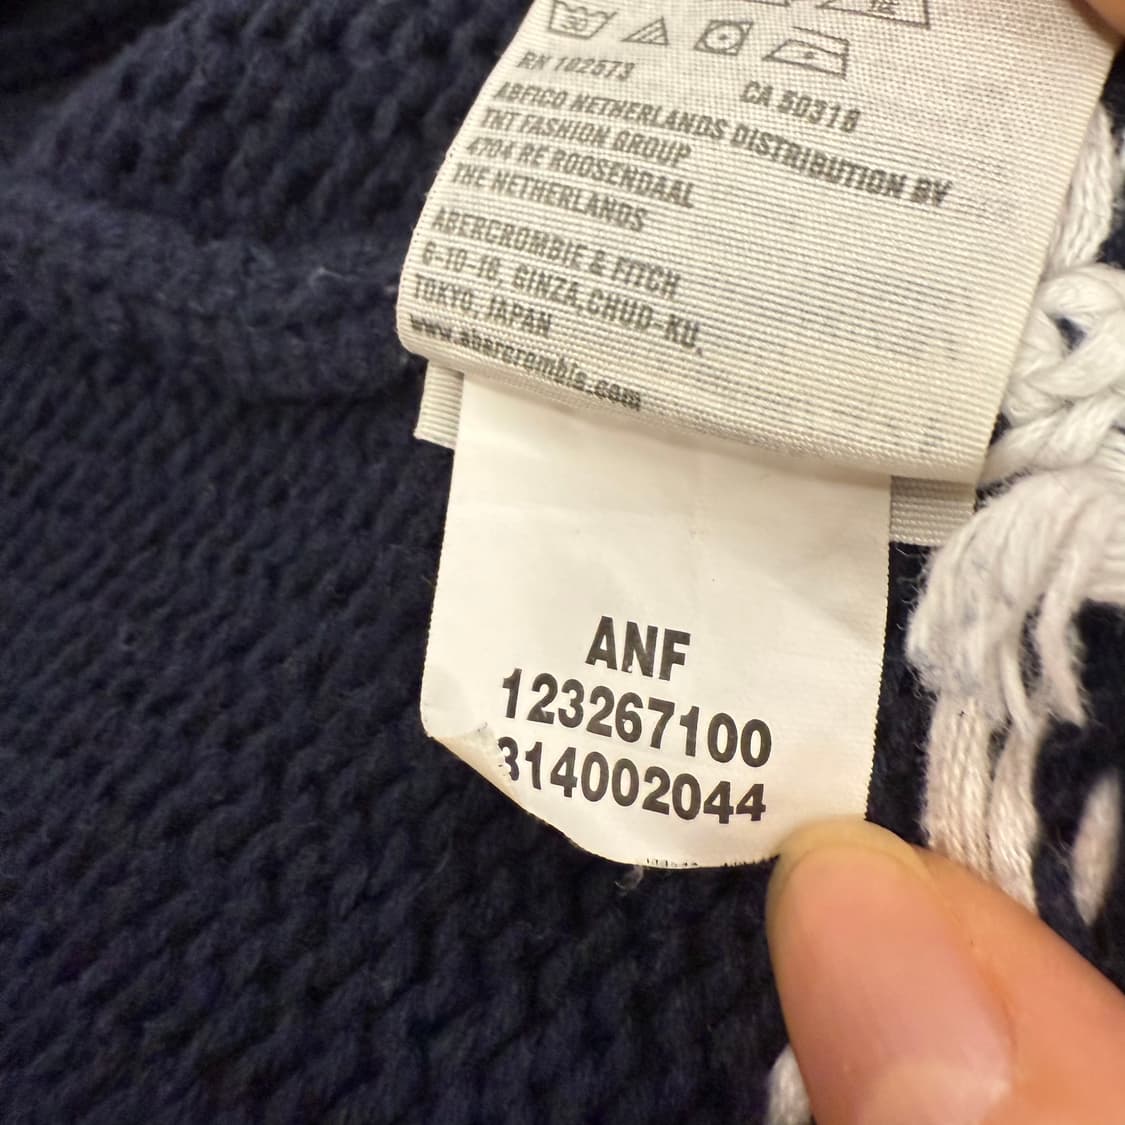 RN 102573 CA 50318
ABFICO NETHERLANDS DISTRIBUTION BV
TNT FASHION GROUP
4704 RE ROOSENDAAL
THE NETHERLANDS
ABERCROMBIE & FITCH
6-10-16, GINZA,CHUO-KU,
TOKYO, JAPAN
www.abercrombie.com
ANF
123267100
314002044